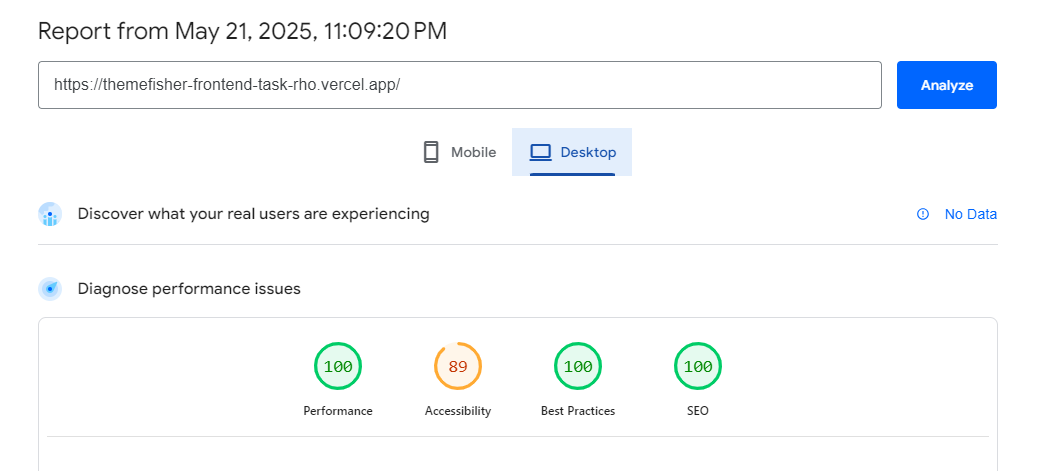 Report from May 21, 2025, 11:09:20 PM
https://themefisher-frontend-task-rho.vercel.app/
Analyze
Mobile
Desktop
Discover what your real users are experiencing
No Data
Diagnose performance issues
100
89
100
100
Performance
Accessibility
Best Practices
SEO